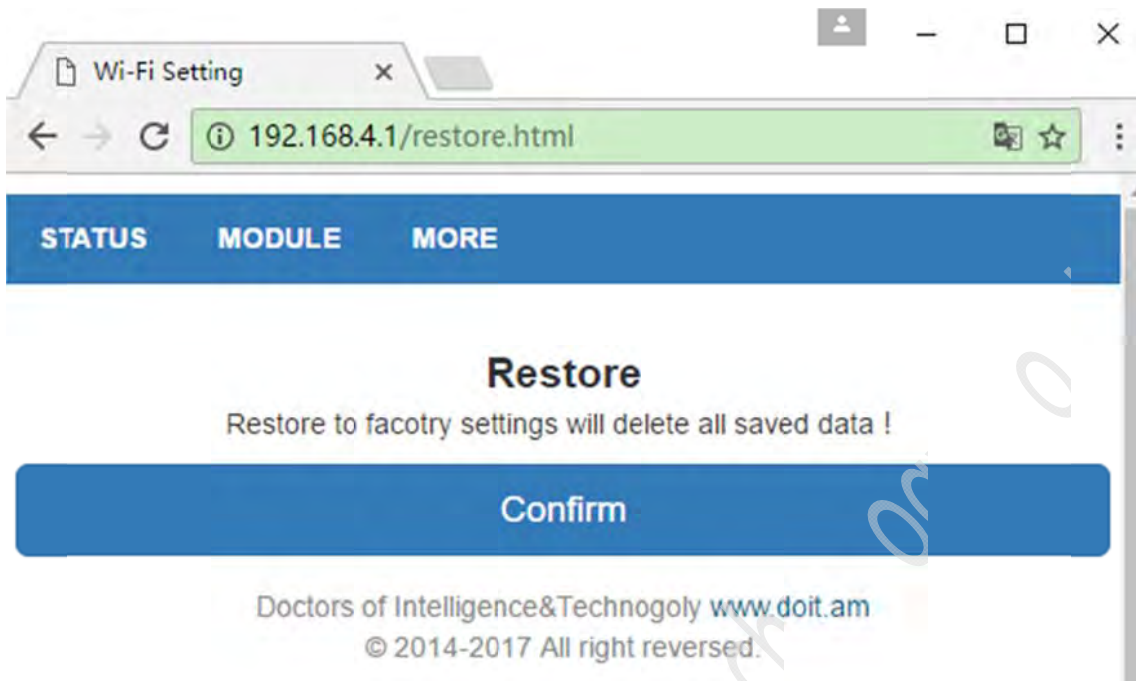 Wi-Fi Setting
192.168.4.1/restore.html
STATUS MODULE MORE
Restore
Restore to facotry settings will delete all saved data !
Confirm
Doctors of Intelligence&Technogoly www.doit.am
© 2014-2017 All right reversed.